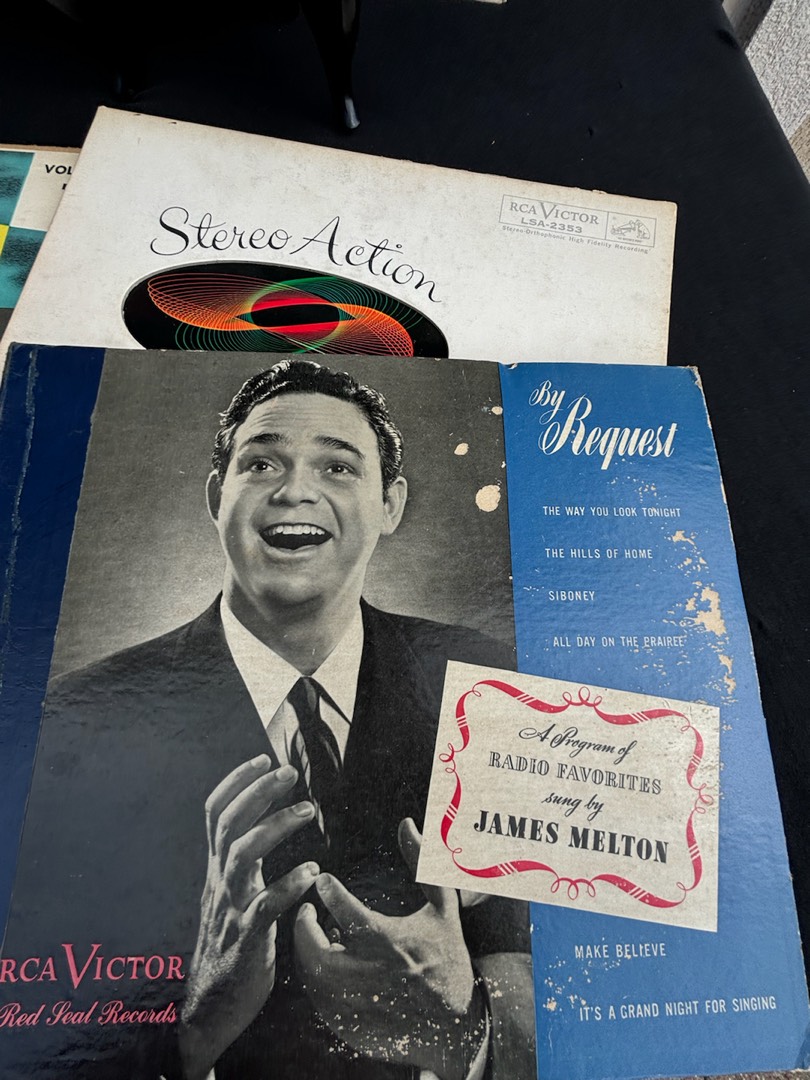 VOL
Stereo Action
RCA VICTOR
LSA-2353
Stereo-Orthophonic High Fidelity Recording
By
Request
THE WAY YOU LOOK TONIGHT
THE HILLS OF HOME
SIBONEY
ALL DAY ON THE PRAIREE
A Program of
RADIO FAVORITES
sung by
JAMES MELTON
MAKE BELIEVE
IT'S A GRAND NIGHT FOR SINGING
RCA VICTOR
Red Seal Records